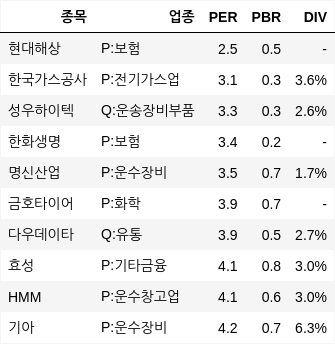 종목 업종 PER PBR DIV
현대해상 P:보험 2.5 0.5 -
한국가스공사 P:전기가스업 3.1 0.3 3.6%
성우하이텍 Q:운송장비부품 3.3 0.3 2.6%
한화생명 P:보험 3.4 0.2 -
명신산업 P:운수장비 3.5 0.7 1.7%
금호타이어 P:화학 3.9 0.7 -
다우데이타 Q:유통 3.9 0.5 2.7%
효성 P:기타금융 4.1 0.8 3.0%
HMM P:운수창고업 4.1 0.6 3.0%
기아 P:운수장비 4.2 0.7 6.3%